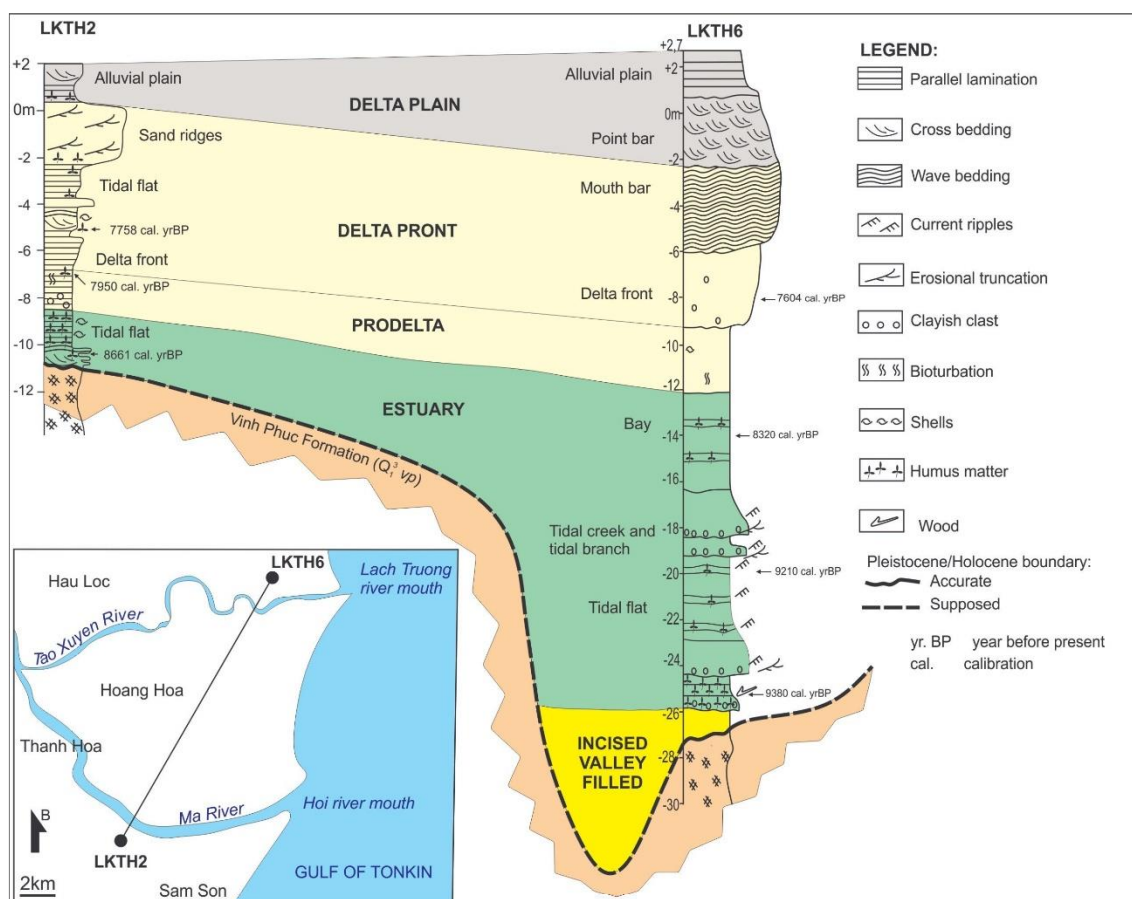 LKTH2
+2
0m
-2
-4
-6
-8
-10
-12
Alluvial plain
Sand ridges
Tidal flat
7758 cal. yrBP
Delta front
7950 cal. yrBP
Tidal flat
8661 cal. yrBP
DELTA PLAIN
DELTA PRONT
PRODELTA
ESTUARY
Vinh Phuc Formation (Q₁³ vp)
INCISED
VALLEY
FILLED
LKTH6
+2,7
+2
0m
-2
-4
-6
-8
-10
-12
-14
-16
-18
-20
-22
-24
-26
-28
-30
Alluvial plain
Point bar
Mouth bar
Delta front
7604 cal. yrBP
Bay
8320 cal. yrBP
Tidal creek and
tidal branch
9210 cal. yrBP
Tidal flat
9380 cal. yrBP
LEGEND:
Parallel lamination
Cross bedding
Wave bedding
Current ripples
Erosional truncation
Clayish clast
Bioturbation
Shells
Humus matter
Wood
Pleistocene/Holocene boundary:
Accurate
Supposed
yr. BP year before present
cal. calibration
Hau Loc
LKTH6
Lach Truong
river mouth
Tao Xuyen River
Hoang Hoa
Thanh Hoa
Ma River
Hoi river mouth
B
LKTH2
GULF OF TONKIN
2km
Sam Son